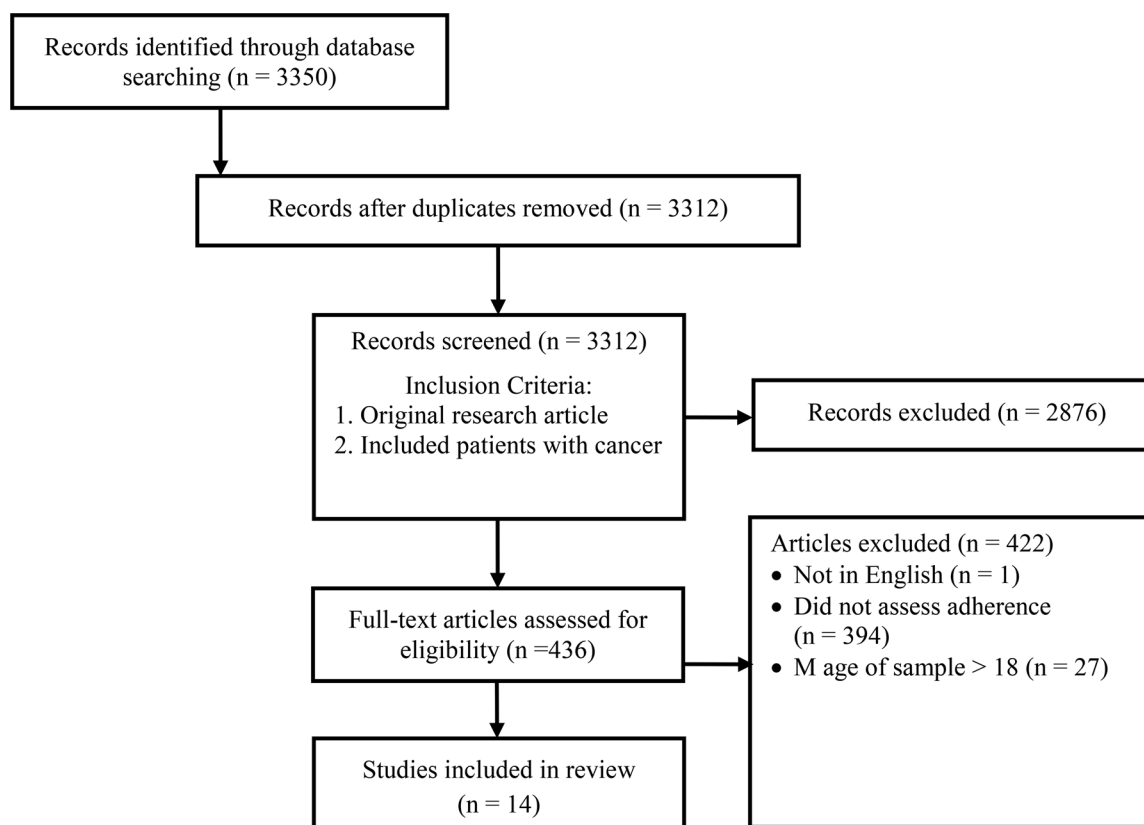 Records identified through database
searching (n = 3350)
Records after duplicates removed (n = 3312)
Records screened (n = 3312)
Inclusion Criteria:
1. Original research article
2. Included patients with cancer
Records excluded (n = 2876)
Full-text articles assessed for
eligibility (n =436)
Articles excluded (n = 422)
• Not in English (n = 1)
• Did not assess adherence
(n = 394)
• M age of sample > 18 (n = 27)
Studies included in review
(n = 14)